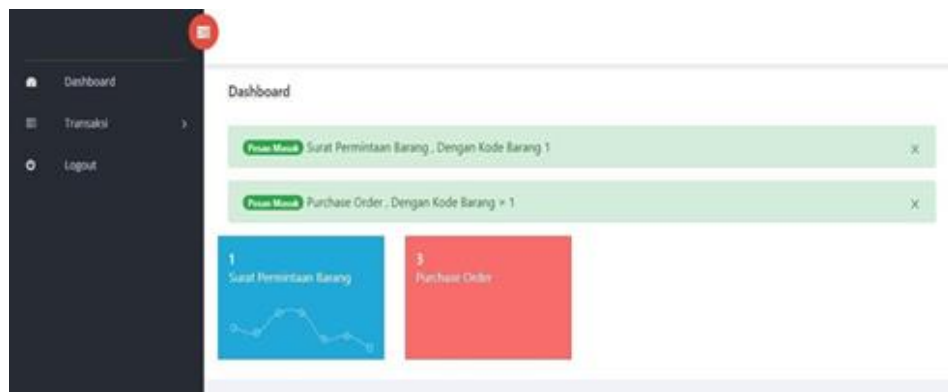 Dashboard
Transaksi
Logout
Dashboard
Pesan Masuk Surat Permintaan Barang , Dengan Kode Barang 1 X
Pesan Masuk Purchase Order , Dengan Kode Barang = 1 X
1
Surat Permintaan Barang
3
Purchase Order